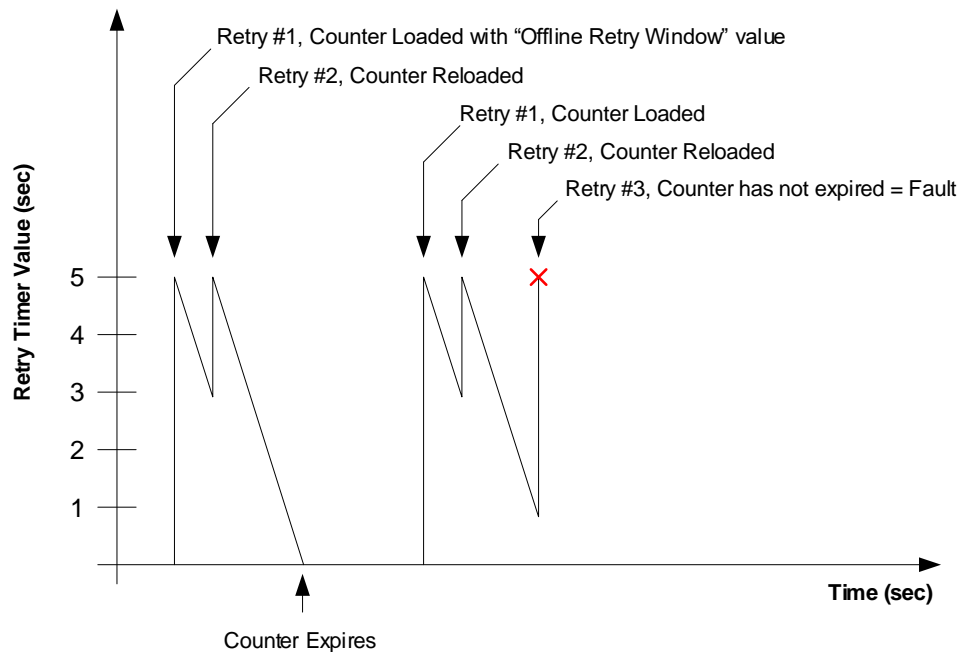 Retry #1, Counter Loaded with “Offline Retry Window” value
Retry #2, Counter Reloaded
Retry #1, Counter Loaded
Retry #2, Counter Reloaded
Retry #3, Counter has not expired = Fault
Retry Timer Value (sec)
5
4
3
2
1
Time (sec)
Counter Expires